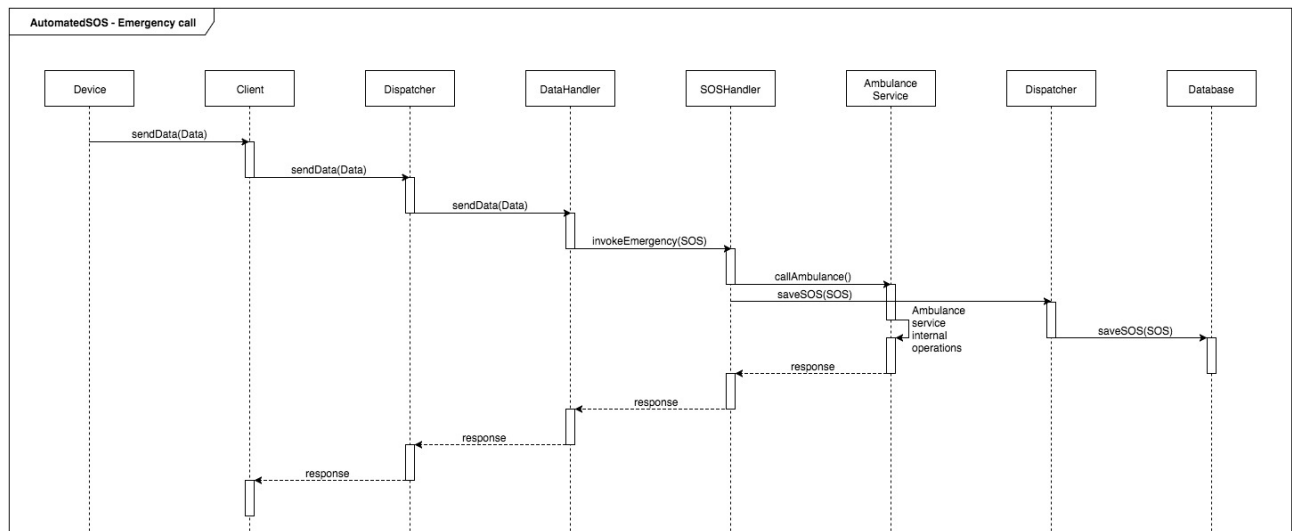 AutomatedSOS - Emergency call
Device
Client
Dispatcher
DataHandler
SOSHandler
Ambulance
Service
Dispatcher
Database
sendData(Data)
sendData(Data)
sendData(Data)
invokeEmergency(SOS)
callAmbulance()
saveSOS(SOS)
Ambulance
service
internal
operations
saveSOS(SOS)
response
response
response
response